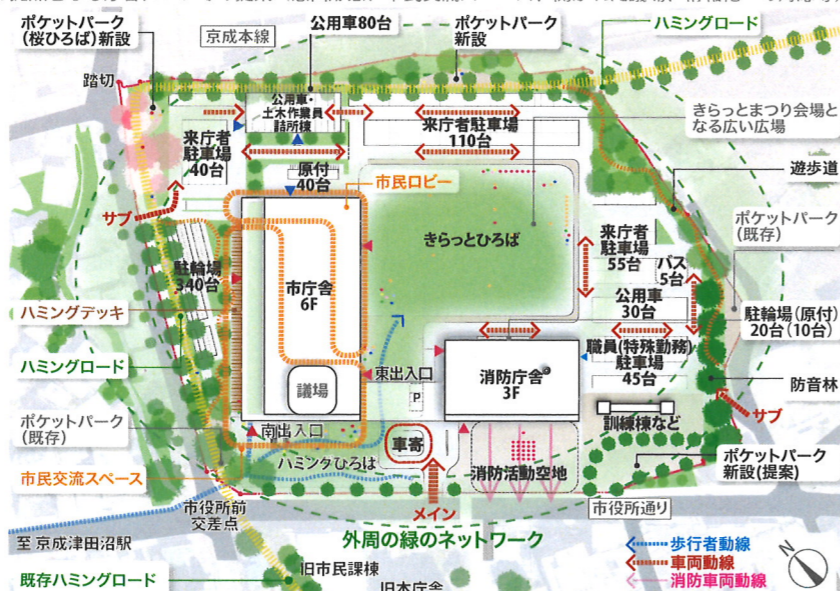 ポケットパーク
（桜ひろば）新設
京成本線
公用車80台
ポケットパーク
新設
ハミングロード
踏切
公用車・
土木作業員
詰所棟
来庁者駐車場
110台
きらっとまつり会場と
なる広い広場
来庁者
駐車場
40台
原付
40台
市民ロビー
遊歩道
サブ
きらっとひろば
来庁者
駐車場
55台
バス
5台
ポケットパーク
（既存）
駐輪場
340台
市庁舎
6F
公用車
30台
駐輪場（原付）
20台（10台）
ハミングデッキ
ハミングロード
東出入口
消防庁舎
3F
職員（特殊勤務）
駐車場
45台
議場
P
防音林
ポケットパーク
（既存）
南出入口
車寄
訓練棟など
サブ
市民交流スペース
ハミングひろば
消防活動空地
ポケットパーク
新設（提案）
市役所前
交差点
メイン
市役所通り
至 京成津田沼駅
外周の緑のネットワーク
歩行者動線
車両動線
消防車両動線
N
既存ハミングロード
旧市民課棟
旧本庁舎